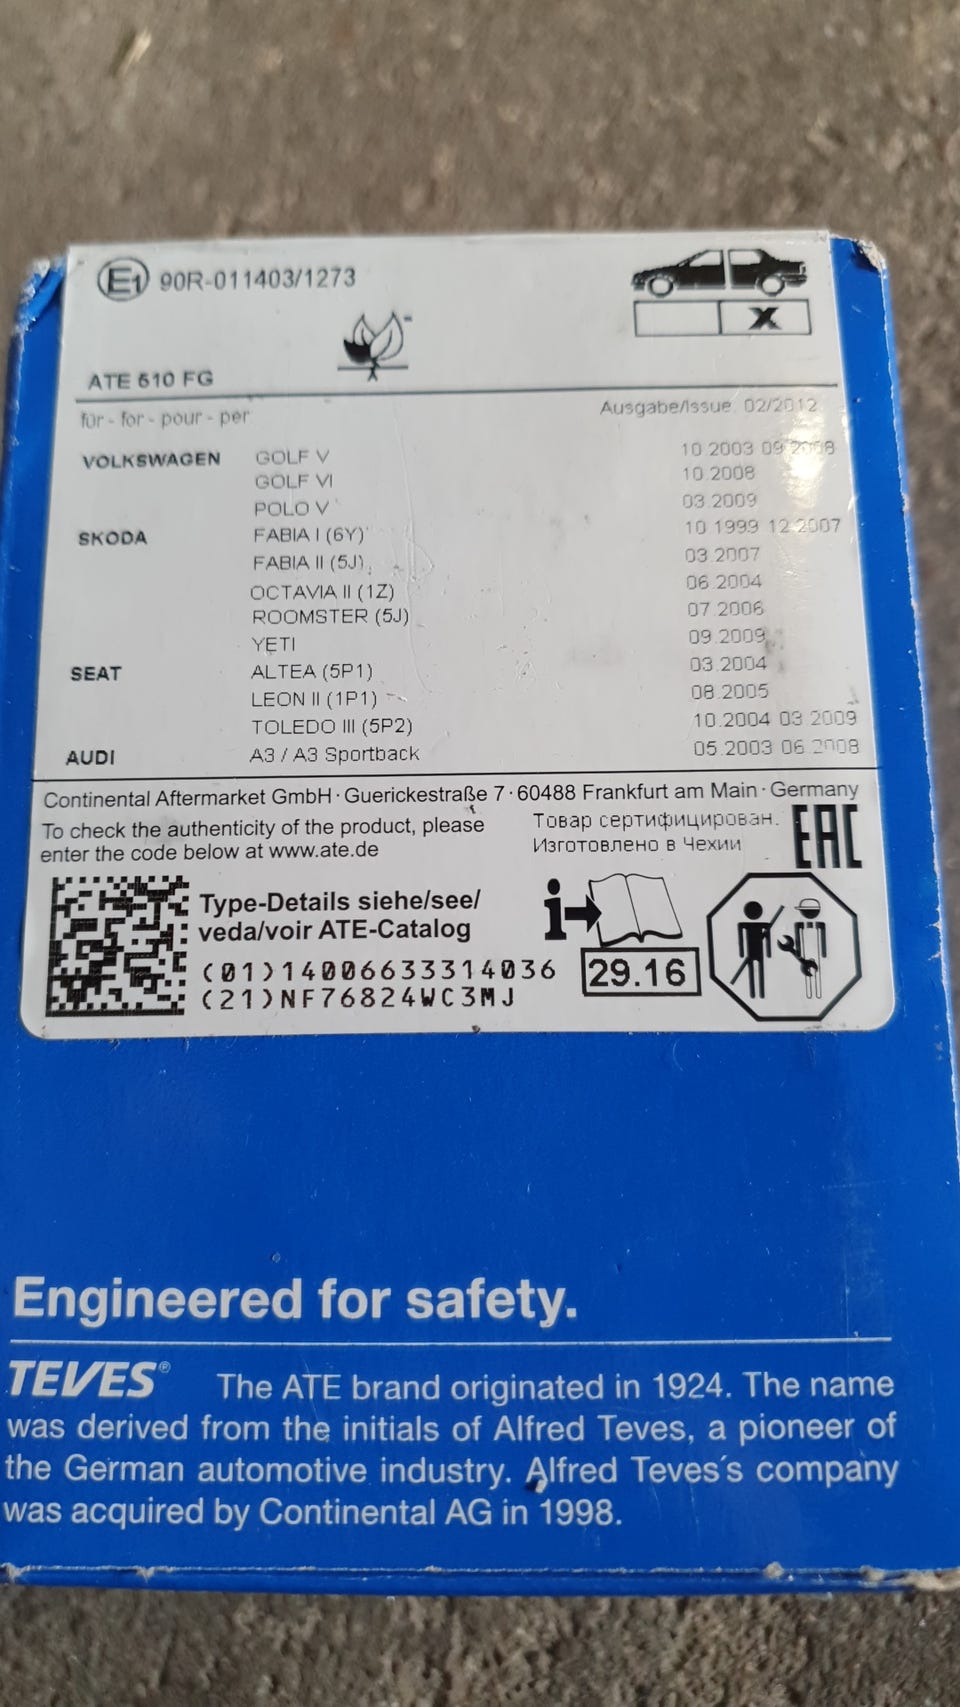 E1 90R-011403/1273
X
ATE 610 FG
für - for - pour - per Ausgabe/Issue: 02/2012
VOLKSWAGEN GOLF V 10.2003 09.2008
GOLF VI 10.2008
POLO V 03.2009
SKODA FABIA I (6Y) 10.1999 12.2007
FABIA II (5J) 03.2007
OCTAVIA II (1Z) 06.2004
ROOMSTER (5J) 07.2006
YETI 09.2009
SEAT ALTEA (5P1) 03.2004
LEON II (1P1) 08.2005
TOLEDO III (5P2) 10.2004 03.2009
AUDI A3 / A3 Sportback 05.2003 06.2008
Continental Aftermarket GmbH · Guerickestraße 7 · 60488 Frankfurt am Main · Germany
To check the authenticity of the product, please
enter the code below at www.ate.de
Товар сертифицирован.
Изготовлено в Чехии
EAC
Type-Details siehe/see/
veda/voir ATE-Catalog
(01)14006633314036
(21)NF76824WC3MJ
i
29.16
Engineered for safety.
TEVES® The ATE brand originated in 1924. The name
was derived from the initials of Alfred Teves, a pioneer of
the German automotive industry. Alfred Teves´s company
was acquired by Continental AG in 1998.